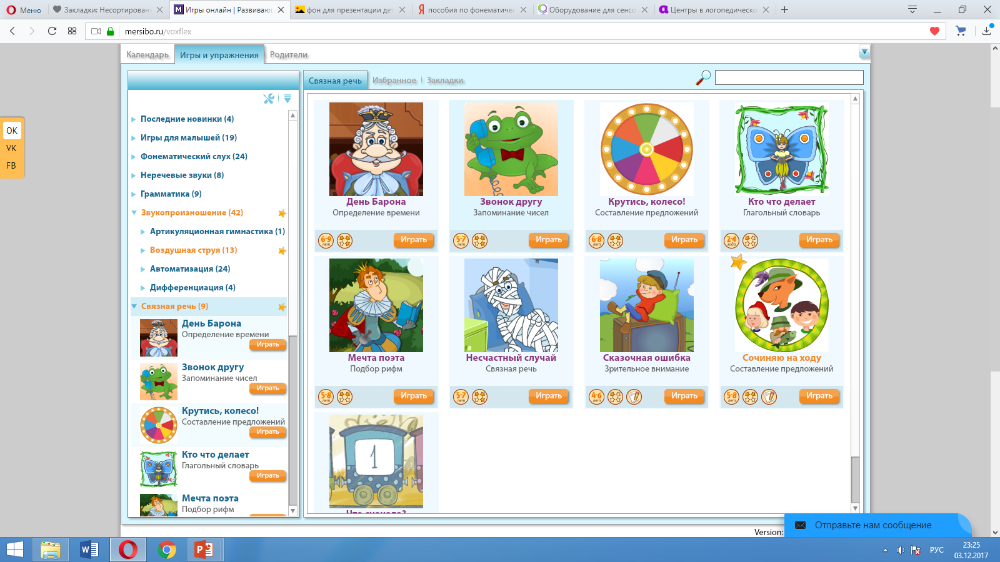 Меню
Закладки: Несортирован
Игры онлайн | Развиваю
фон для презентации дет
пособия по фонематиче
Оборудование для сенсо
Центры в логопедическо
mersibo.ru/voxflex
Календарь
Игры и упражнения
Родители
OK
VK
FB
Последние новинки (4)
Игры для малышей (19)
Фонематический слух (24)
Неречевые звуки (8)
Грамматика (9)
Звукопроизношение (42)
Артикуляционная гимнастика (1)
Воздушная струя (13)
Автоматизация (24)
Дифференциация (4)
Связная речь (9)
День Барона
Определение времени
Играть
Звонок другу
Запоминание чисел
Играть
Крутись, колесо!
Составление предложений
Играть
Кто что делает
Глагольный словарь
Играть
Мечта поэта
Подбор рифм
Связная речь
Избранное
Закладки
День Барона
Определение времени
6-9 лет
Играть
Звонок другу
Запоминание чисел
5-7 лет
Играть
Крутись, колесо!
Составление предложений
6-8 лет
Играть
Кто что делает
Глагольный словарь
2-4 года
Играть
Мечта поэта
Подбор рифм
5-8 лет
Играть
Несчастный случай
Связная речь
5-7 лет
Играть
Сказочная ошибка
Зрительное внимание
4-6 лет
Играть
Сочиняю на ходу
Составление предложений
5-8 лет
Играть
1
Что сначала?
Version:
Отправьте нам сообщение
РУС
23:25
03.12.2017